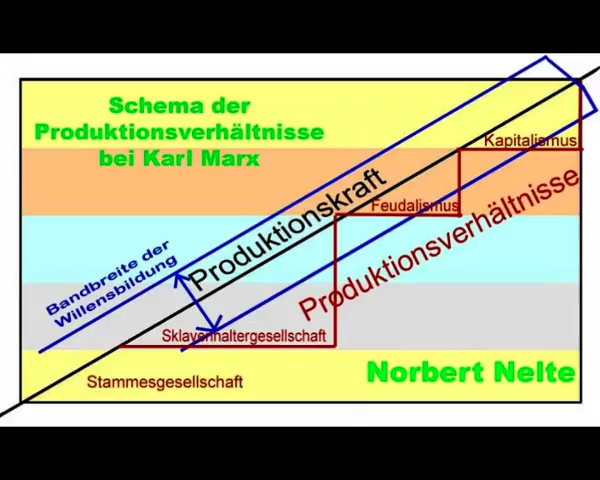 Schema der
Produktionsverhältnisse
bei Karl Marx
Kapitalismus
Produktionskraft
Feudalismus
Produktionsverhältnisse
Bandbreite der
Willensbildung
Sklavenhaltergesellschaft
Stammesgesellschaft
Norbert Nelte